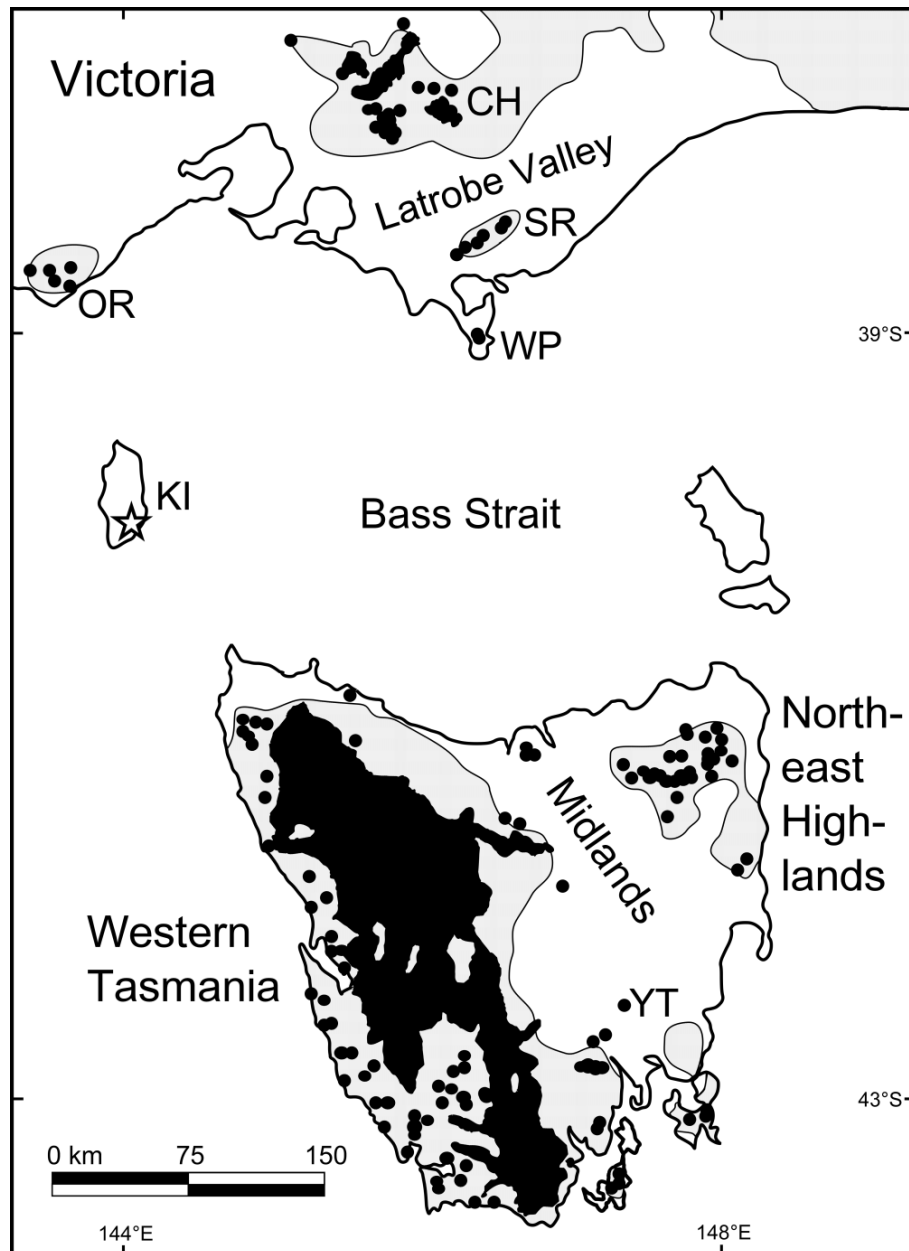 Victoria
CH
Latrobe Valley
SR
OR
WP
39°S
KI
Bass Strait
North-
east
High-
lands
Midlands
Western
Tasmania
YT
43°S
0 km 75 150
144°E 148°E